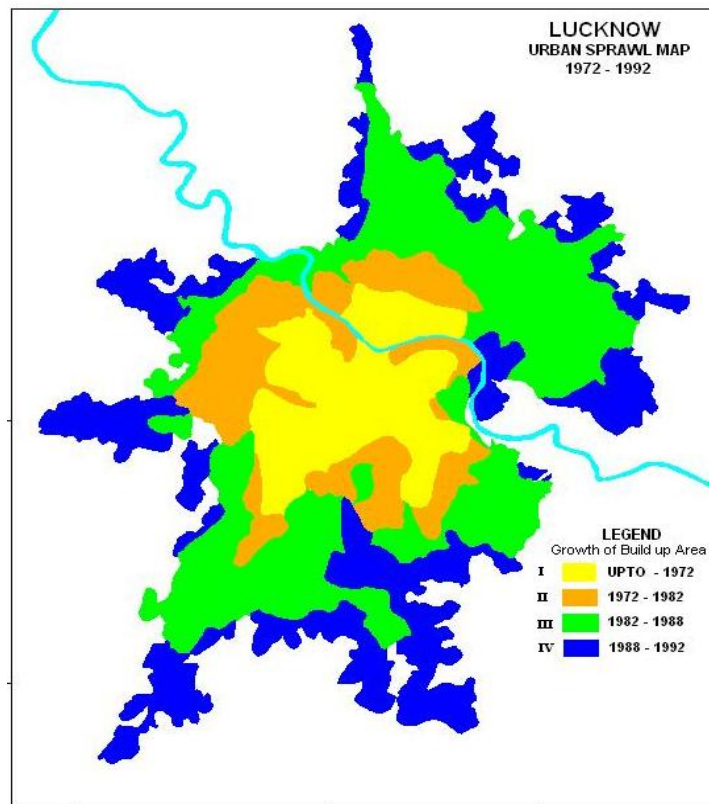 LUCKNOW
URBAN SPRAWL MAP
1972 - 1992
LEGEND
Growth of Build up Area
I UPTO - 1972
II 1972 - 1982
III 1982 - 1988
IV 1988 - 1992